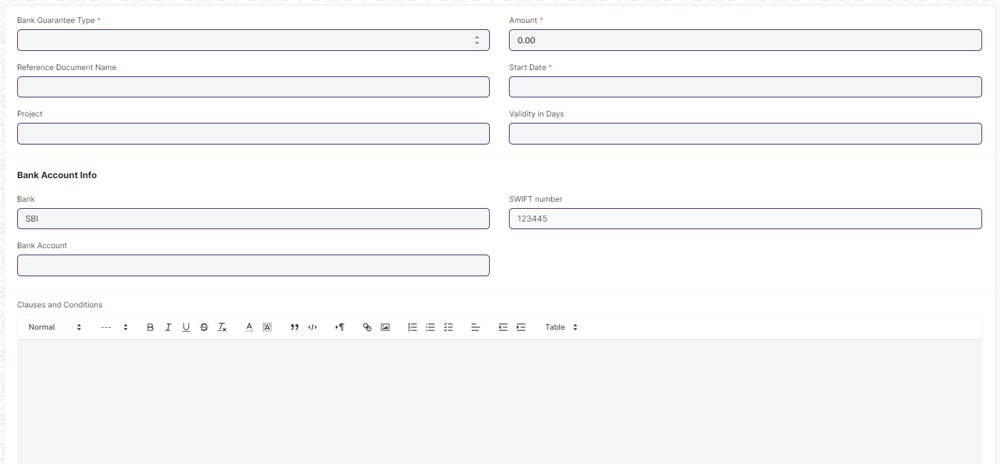 Bank Guarantee Type *
Amount *
0.00
Reference Document Name
Start Date *
Project
Validity in Days
Bank Account Info
Bank
SWIFT number
SBI
123445
Bank Account
Clauses and Conditions
Normal --- Table